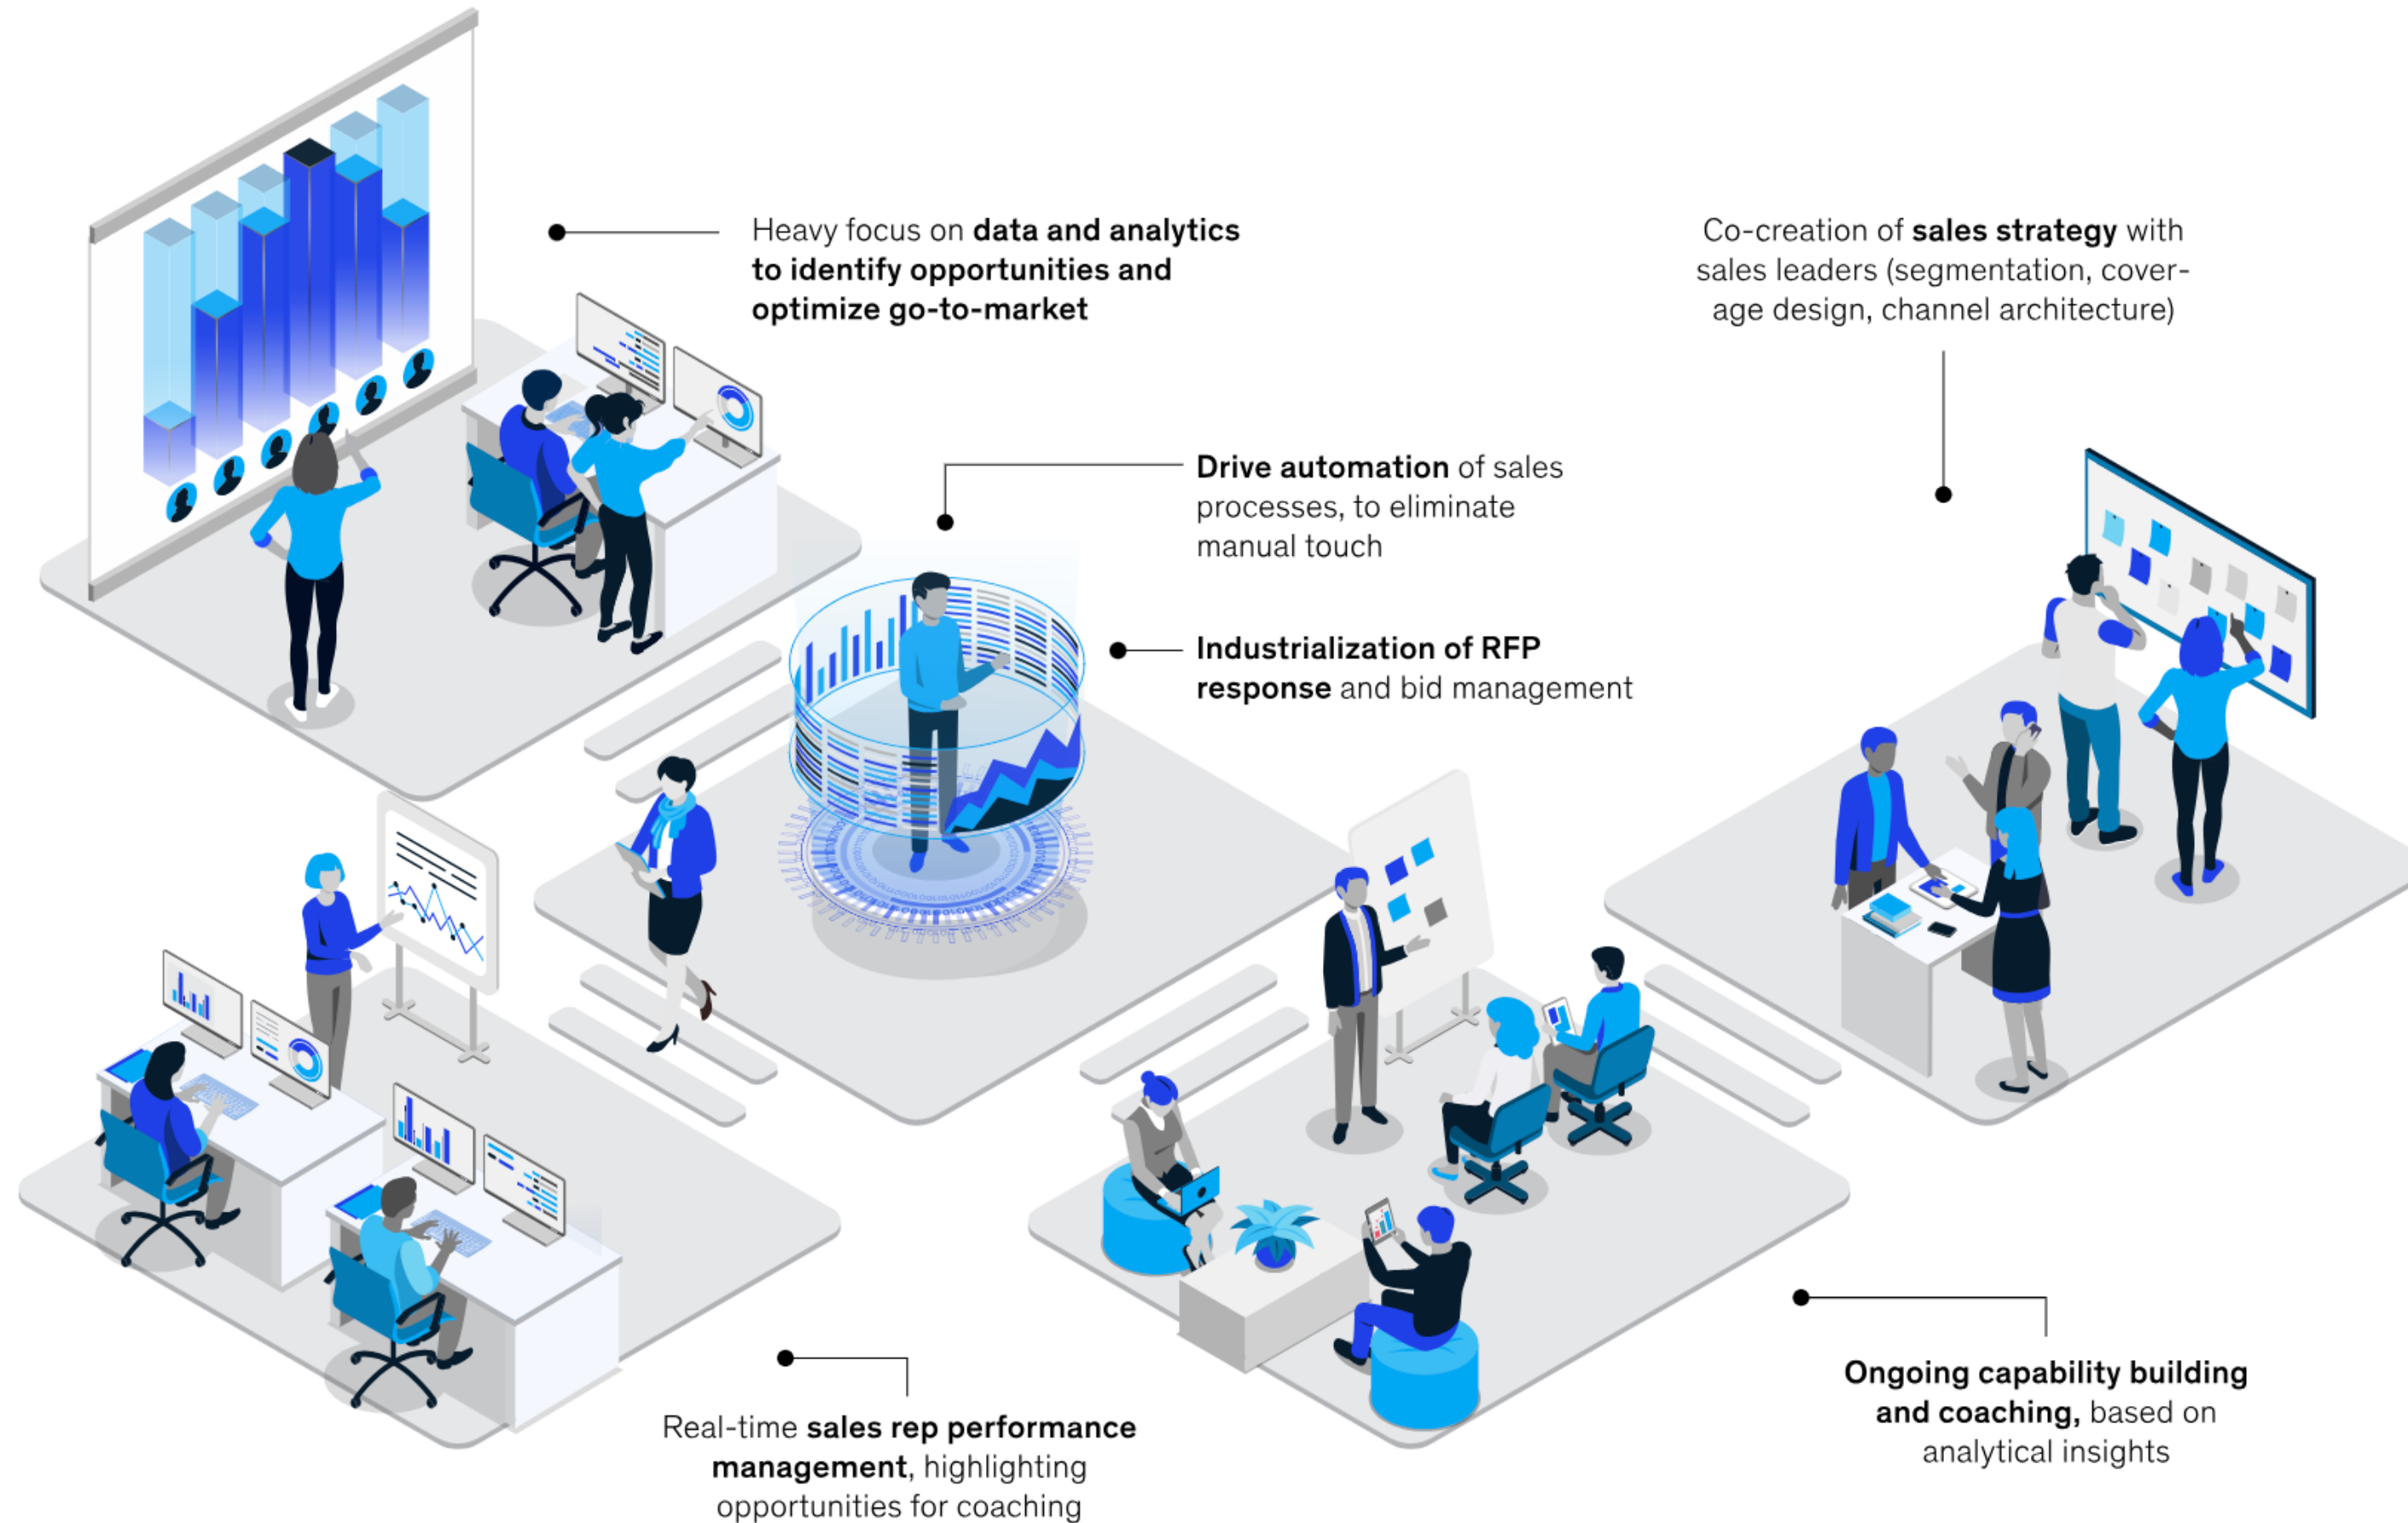 Heavy focus on data and analytics
to identify opportunities and
optimize go-to-market
Co-creation of sales strategy with
sales leaders (segmentation, cover-
age design, channel architecture)
Drive automation of sales
processes, to eliminate
manual touch
Industrialization of RFP
response and bid management
Real-time sales rep performance
management, highlighting
opportunities for coaching
Ongoing capability building
and coaching, based on
analytical insights